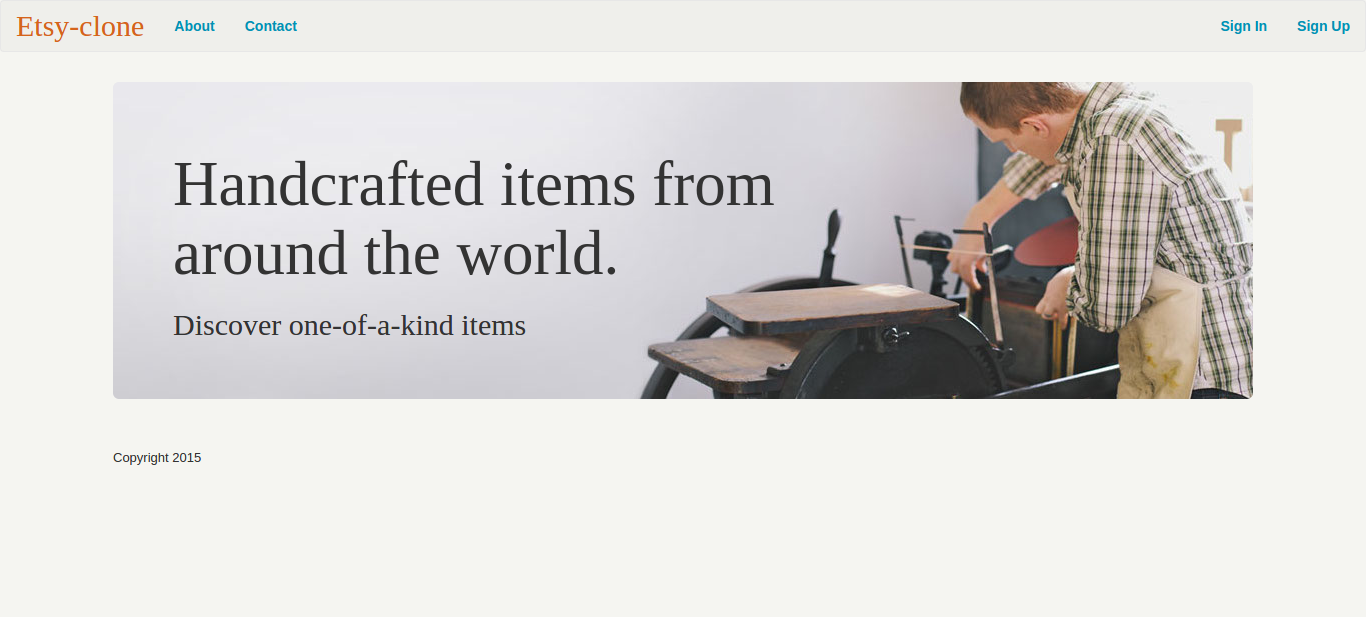 Etsy-clone About Contact Sign In Sign Up
Handcrafted items from
around the world.
Discover one-of-a-kind items
Copyright 2015